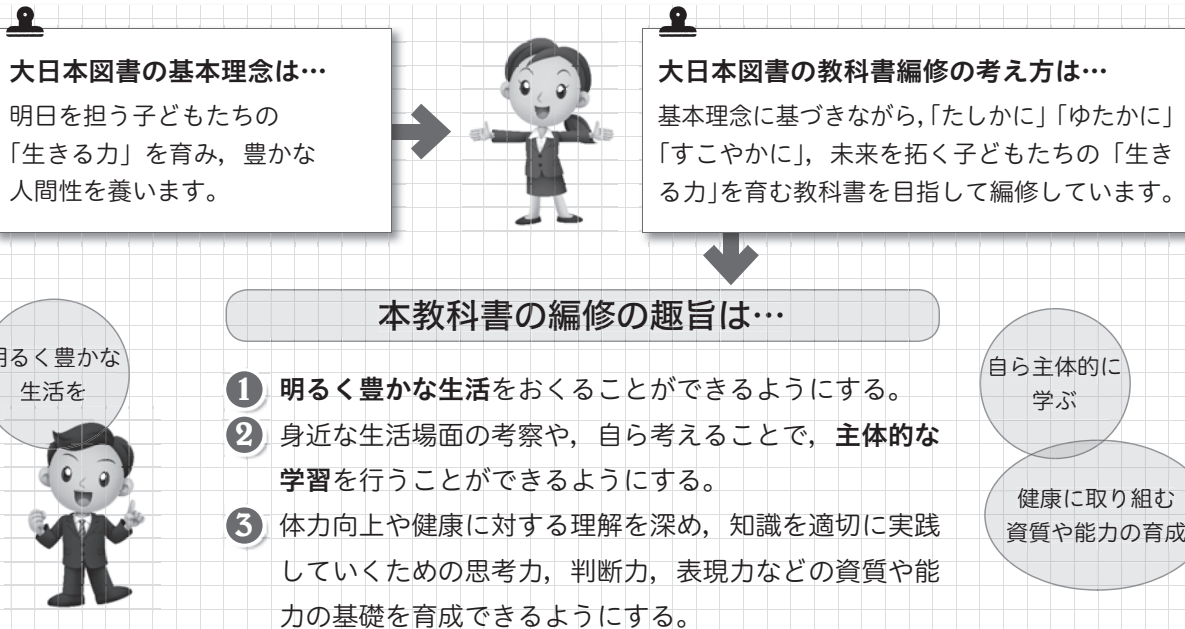 大日本図書の基本理念は…
明日を担う子どもたちの
「生きる力」を育み，豊かな
人間性を養います。
大日本図書の教科書編修の考え方は…
基本理念に基づきながら，「たしかに」「ゆたかに」
「すこやかに」，未来を拓く子どもたちの「生き
る力」を育む教科書を目指して編修しています。
本教科書の編修の趣旨は…
明るく豊かな
生活を
1 明るく豊かな生活をおくることができるようにする。
2 身近な生活場面の考察や，自ら考えることで，主体的な
学習を行うことができるようにする。
3 体力向上や健康に対する理解を深め，知識を適切に実践
していくための思考力，判断力，表現力などの資質や能
力の基礎を育成できるようにする。
自ら主体的に
学ぶ
健康に取り組む
資質や能力の育成